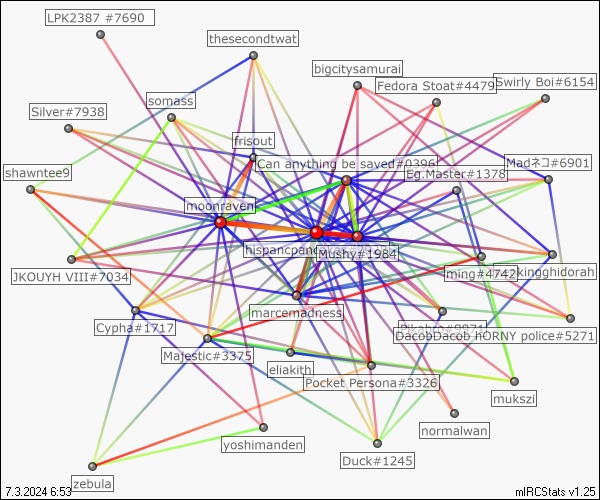 LPK2387 #7690
thesecondtwat
bigcitysamurai
Fedora Stoat#4479
Swirly Boi#6154
Silver#7938
somass
frisout
Can anything be saved#0396
Madネコ#6901
shawntee9
Eg.Master#1378
moonraven
Mushy#1984
JKOUYH VIII#7034
ming#4742
kingghidorah
marcemadness
Cypha#1717
DacobDacob hORNY police#5271
Majestic#3375
eliakith
Pocket Persona#3326
mukszi
normalwan
yoshimanden
Duck#1245
zebula
7.3.2024 6:53
mIRCStats v1.25